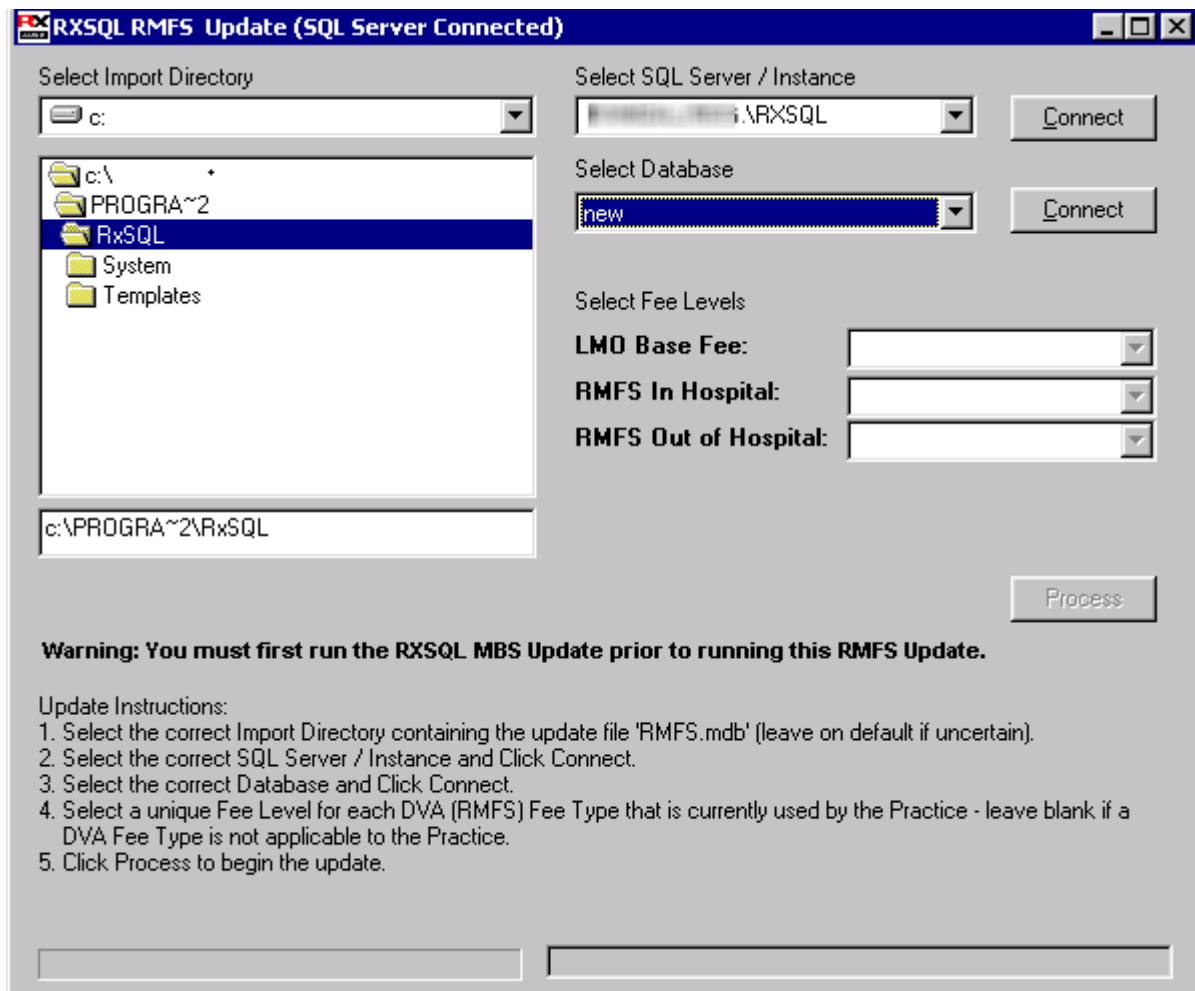 RX
RXSQL RMFS Update (SQL Server Connected)
Select Import Directory
c:
c:\
PROGRA~2
RxSQL
System
Templates
c:\PROGRA~2\RxSQL
Select SQL Server / Instance
\RXSQL
Connect
Select Database
new
Connect
Select Fee Levels
LMO Base Fee:
RMFS In Hospital:
RMFS Out of Hospital:
Process
Warning: You must first run the RXSQL MBS Update prior to running this RMFS Update.
Update Instructions:
1. Select the correct Import Directory containing the update file 'RMFS.mdb' (leave on default if uncertain).
2. Select the correct SQL Server / Instance and Click Connect.
3. Select the correct Database and Click Connect.
4. Select a unique Fee Level for each DVA (RMFS) Fee Type that is currently used by the Practice - leave blank if a
DVA Fee Type is not applicable to the Practice.
5. Click Process to begin the update.